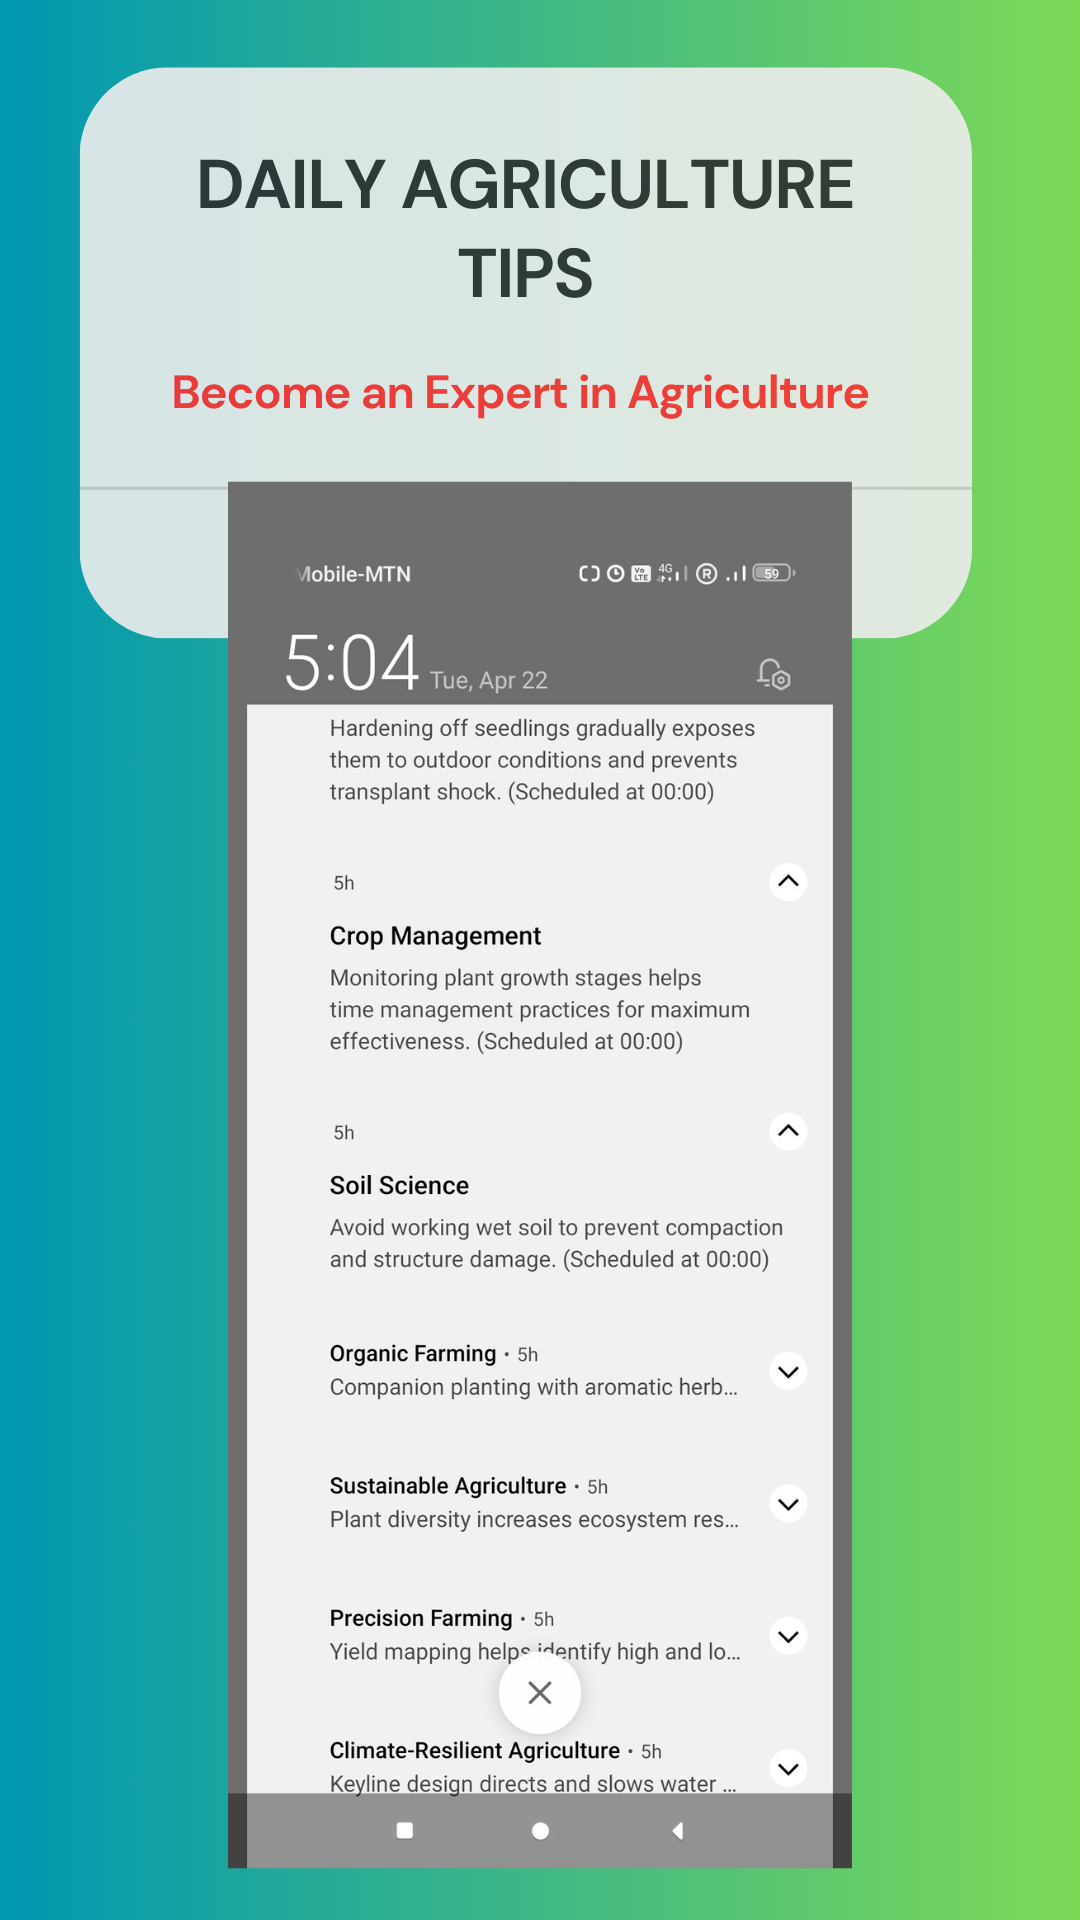 DAILY AGRICULTURE
TIPS
Become an Expert in Agriculture
Mobile-MTN
Vo LTE 4G R 59
5:04 Tue, Apr 22
Hardening off seedlings gradually exposes
them to outdoor conditions and prevents
transplant shock. (Scheduled at 00:00)
5h
Crop Management
Monitoring plant growth stages helps
time management practices for maximum
effectiveness. (Scheduled at 00:00)
5h
Soil Science
Avoid working wet soil to prevent compaction
and structure damage. (Scheduled at 00:00)
Organic Farming • 5h
Companion planting with aromatic herb...
Sustainable Agriculture • 5h
Plant diversity increases ecosystem res...
Precision Farming • 5h
Yield mapping helps identify high and lo...
Climate-Resilient Agriculture • 5h
Keyline design directs and slows water ...